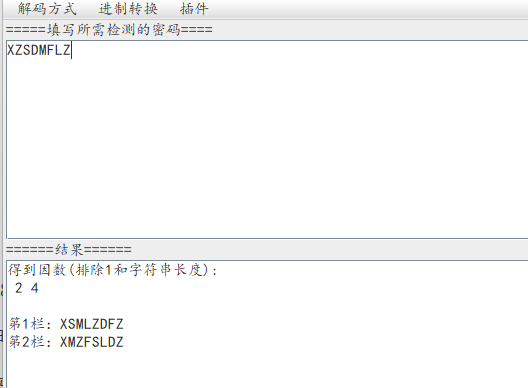 解码方式 进制转换 插件
=====填写所需检测的密码====
XZSDMFLZ
======结果======
得到因数(排除1和字符串长度):
2 4
第1栏: XSMLZDFZ
第2栏: XMZFSLDZ